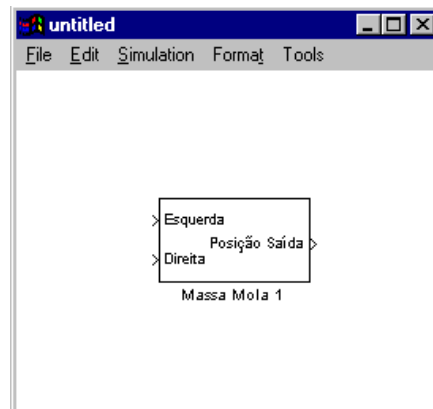 untitled
File Edit Simulation Format Tools
Esquerda
Posição Saída
Direita
Massa Mola 1